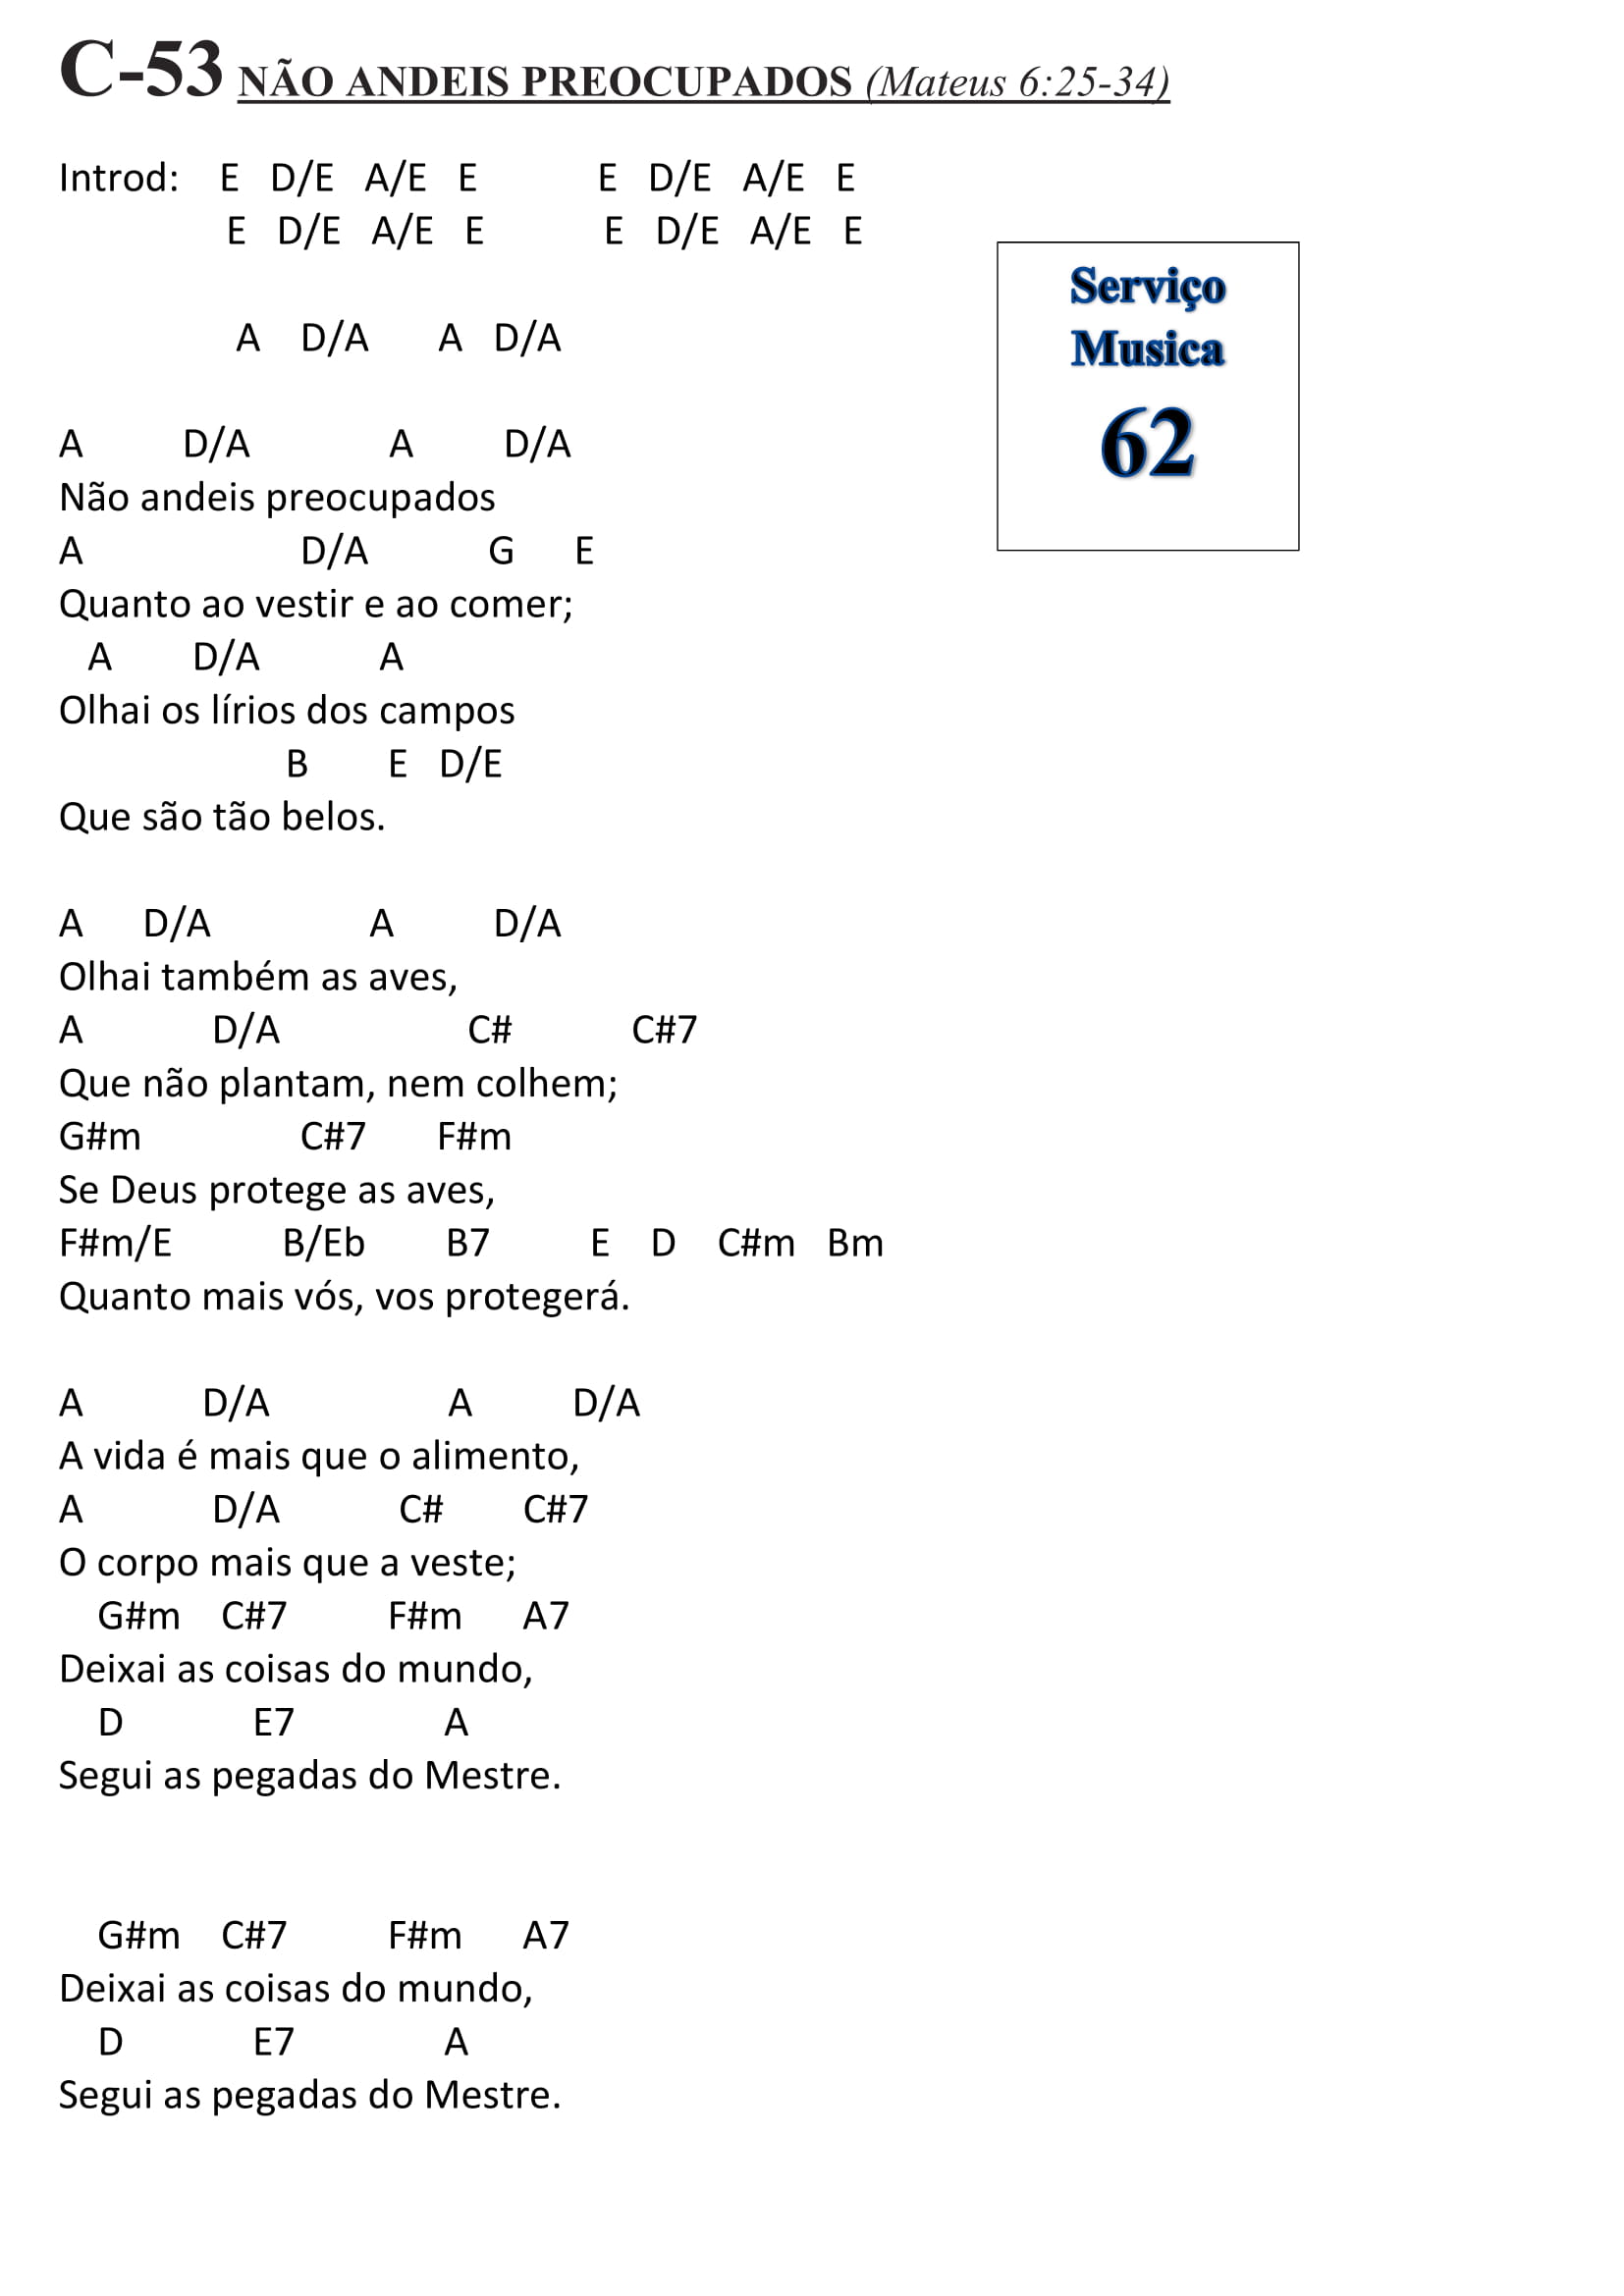 C-53 NÃO ANDEIS PREOCUPADOS (Mateus 6:25-34)
Introd: E D/E A/E E E D/E A/E E
E D/E A/E E E D/E A/E E
Serviço
Musica
62
A D/A A D/A
A D/A A D/A
Não andeis preocupados
A D/A G E
Quanto ao vestir e ao comer;
A D/A A
Olhai os lírios dos campos
B E D/E
Que são tão belos.
A D/A A D/A
Olhai também as aves,
A D/A C# C#7
Que não plantam, nem colhem;
G#m C#7 F#m
Se Deus protege as aves,
F#m/E B/Eb B7 E D C#m Bm
Quanto mais vós, vos protegerá.
A D/A A D/A
A vida é mais que o alimento,
A D/A C# C#7
O corpo mais que a veste;
G#m C#7 F#m A7
Deixai as coisas do mundo,
D E7 A
Segui as pegadas do Mestre.
G#m C#7 F#m A7
Deixai as coisas do mundo,
D E7 A
Segui as pegadas do Mestre.